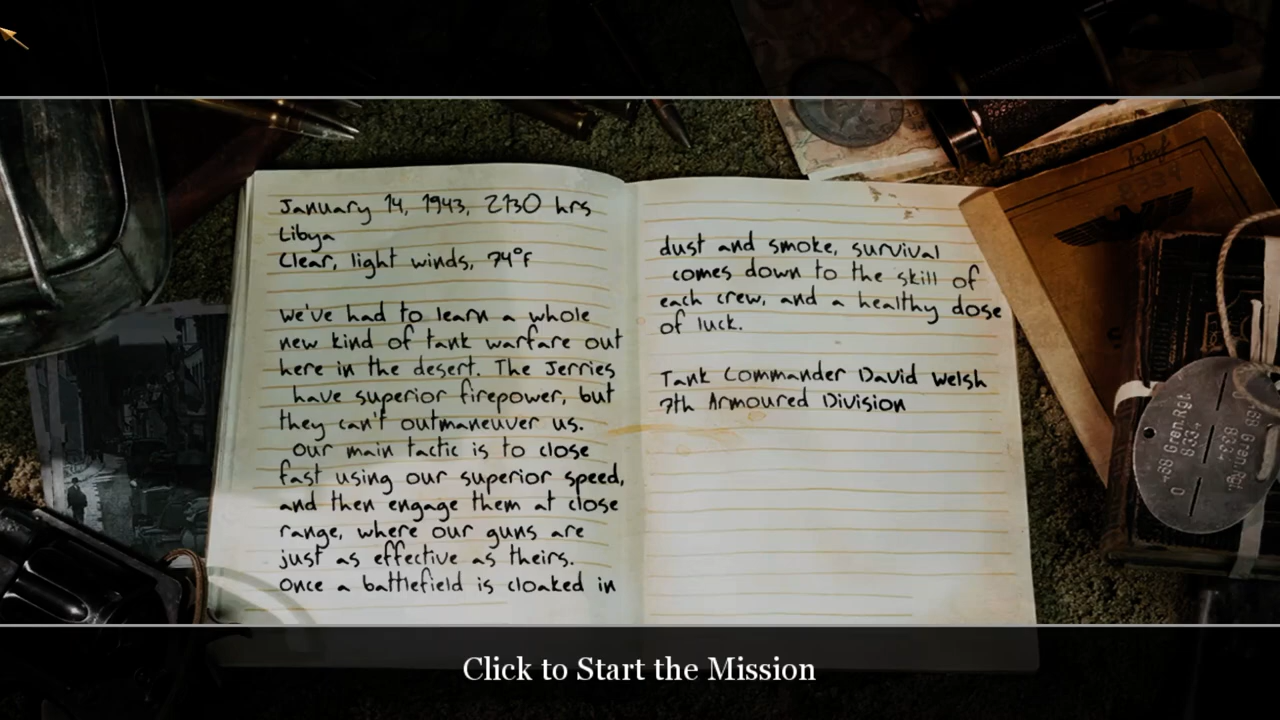 January 14, 1943, 2130 hrs
Libya
Clear, light winds, 74°F
We've had to learn a whole
new kind of tank warfare out
here in the desert. The Jerries
have superior firepower, but
they can't outmaneuver us.
Our main tactic is to close
fast using our superior speed,
and then engage them at close
range, where our guns are
just as effective as theirs.
Once a battlefield is cloaked in
dust and smoke, survival
comes down to the skill of
each crew, and a healthy dose
of luck.
Tank Commander David Welsh
7th Armoured Division
Click to Start the Mission